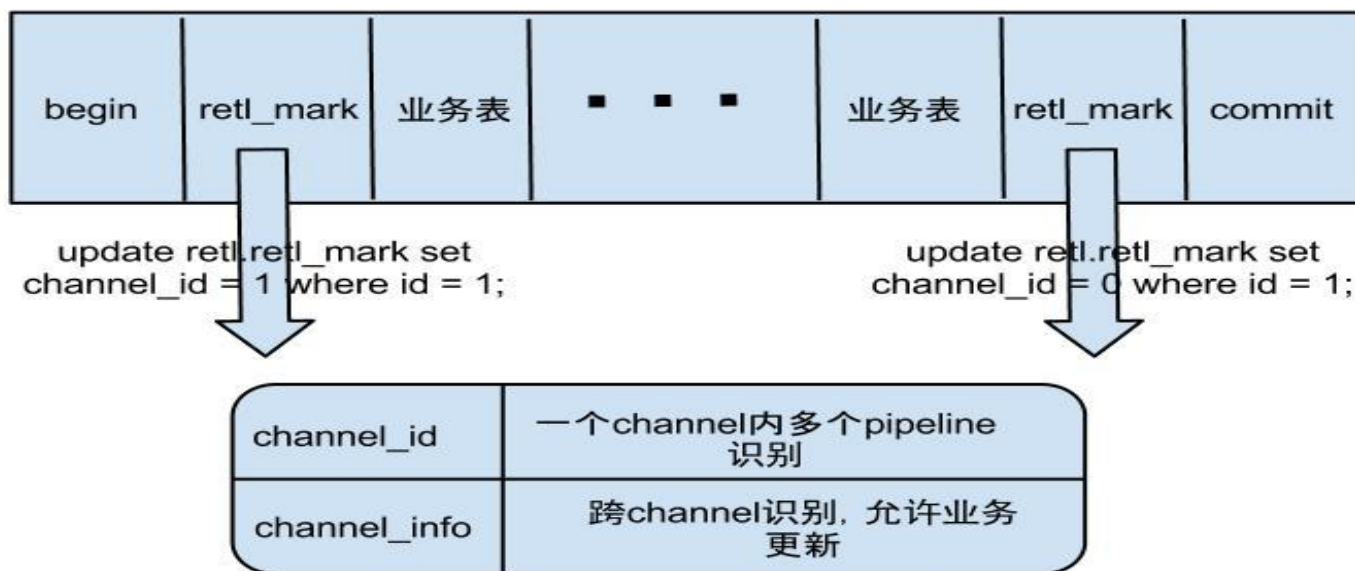 begin retl_mark 业务表 ■ ■ ■ 业务表 retl_mark commit
update retl.retl_mark set
channel_id = 1 where id = 1;
update retl.retl_mark set
channel_id = 0 where id = 1;
channel_id
一个channel内多个pipeline
识别
channel_info
跨channel识别, 允许业务
更新